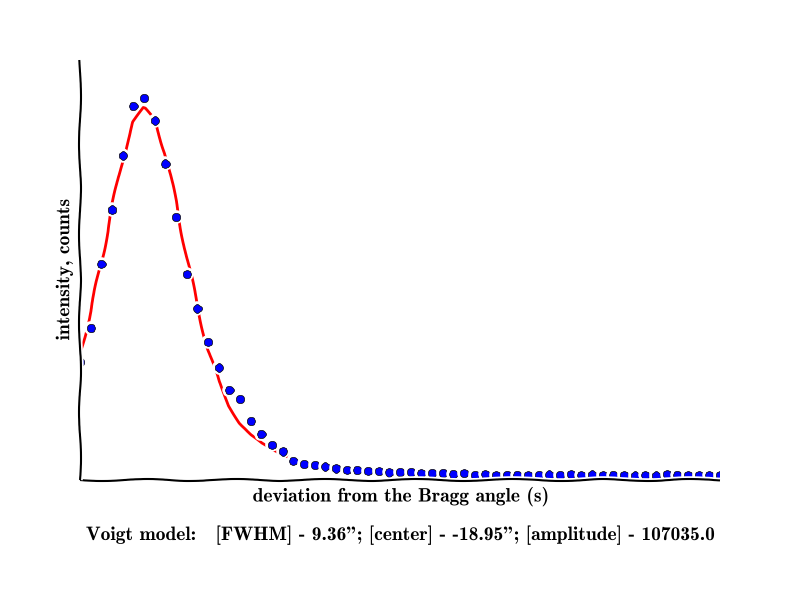 intensity, counts
deviation from the Bragg angle (s)
Voigt model: [FWHM] - 9.36”; [center] - -18.95”; [amplitude] - 107035.0